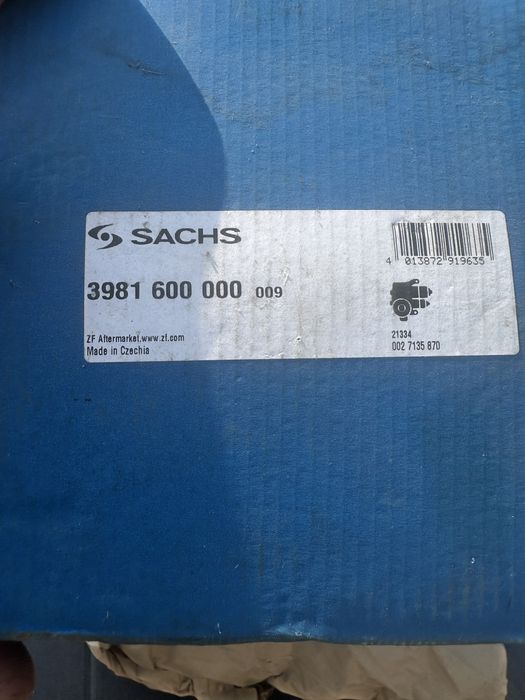 SACHS
4 013872 919635
3981 600 000 009
ZF Aftermarket,www.zf.com
Made in Czechia
21334
002 7135 870